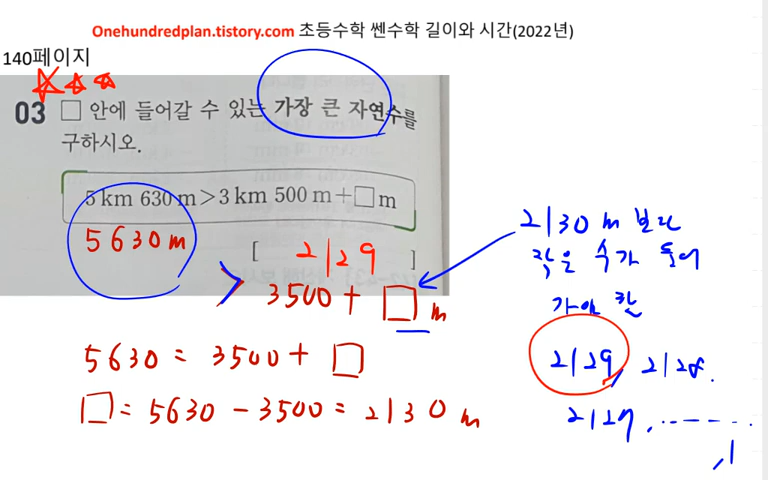 Onehundredplan.tistory.com 초등수학 쎈수학 길이와 시간(2022년)
140페이지
03 □ 안에 들어갈 수 있는 가장 큰 자연수를
구하시오.
5 km 630 m > 3 km 500 m + □ m
5630m
[ 2129 ]
> 3500 + □ m
2130 m 보다
작은 수가 들어
가야 함
5630 = 3500 + □
□ = 5630 - 3500 = 2130 m
2129, 2128.
2127, ........
, 1